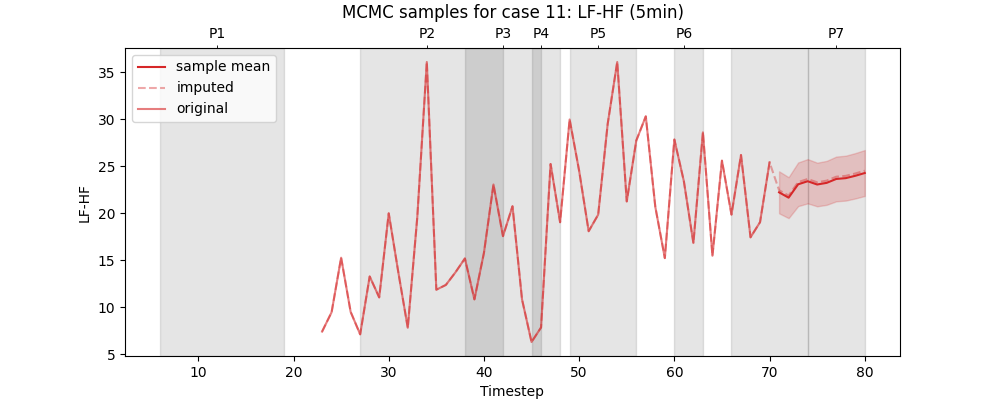 MCMC samples for case 11: LF-HF (5min)
P1 P2 P3 P4 P5 P6 P7
sample mean
imputed
original
35
30
25
20
15
10
5
LF-HF
10 20 30 40 50 60 70 80
Timestep